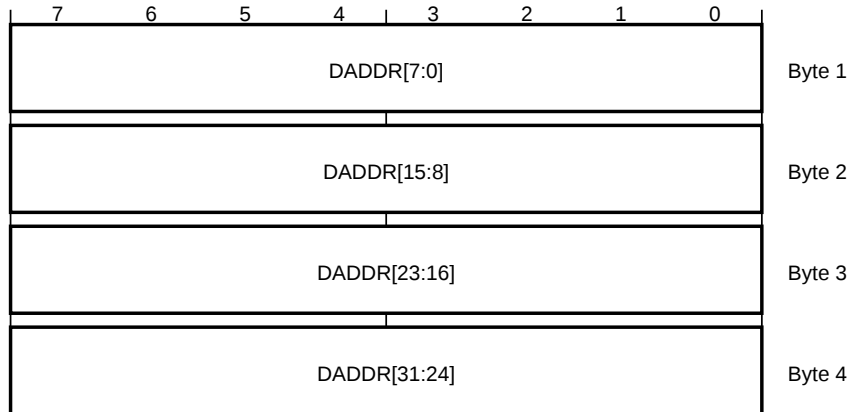 7 6 5 4 3 2 1 0
DADDR[7:0] Byte 1
DADDR[15:8] Byte 2
DADDR[23:16] Byte 3
DADDR[31:24] Byte 4